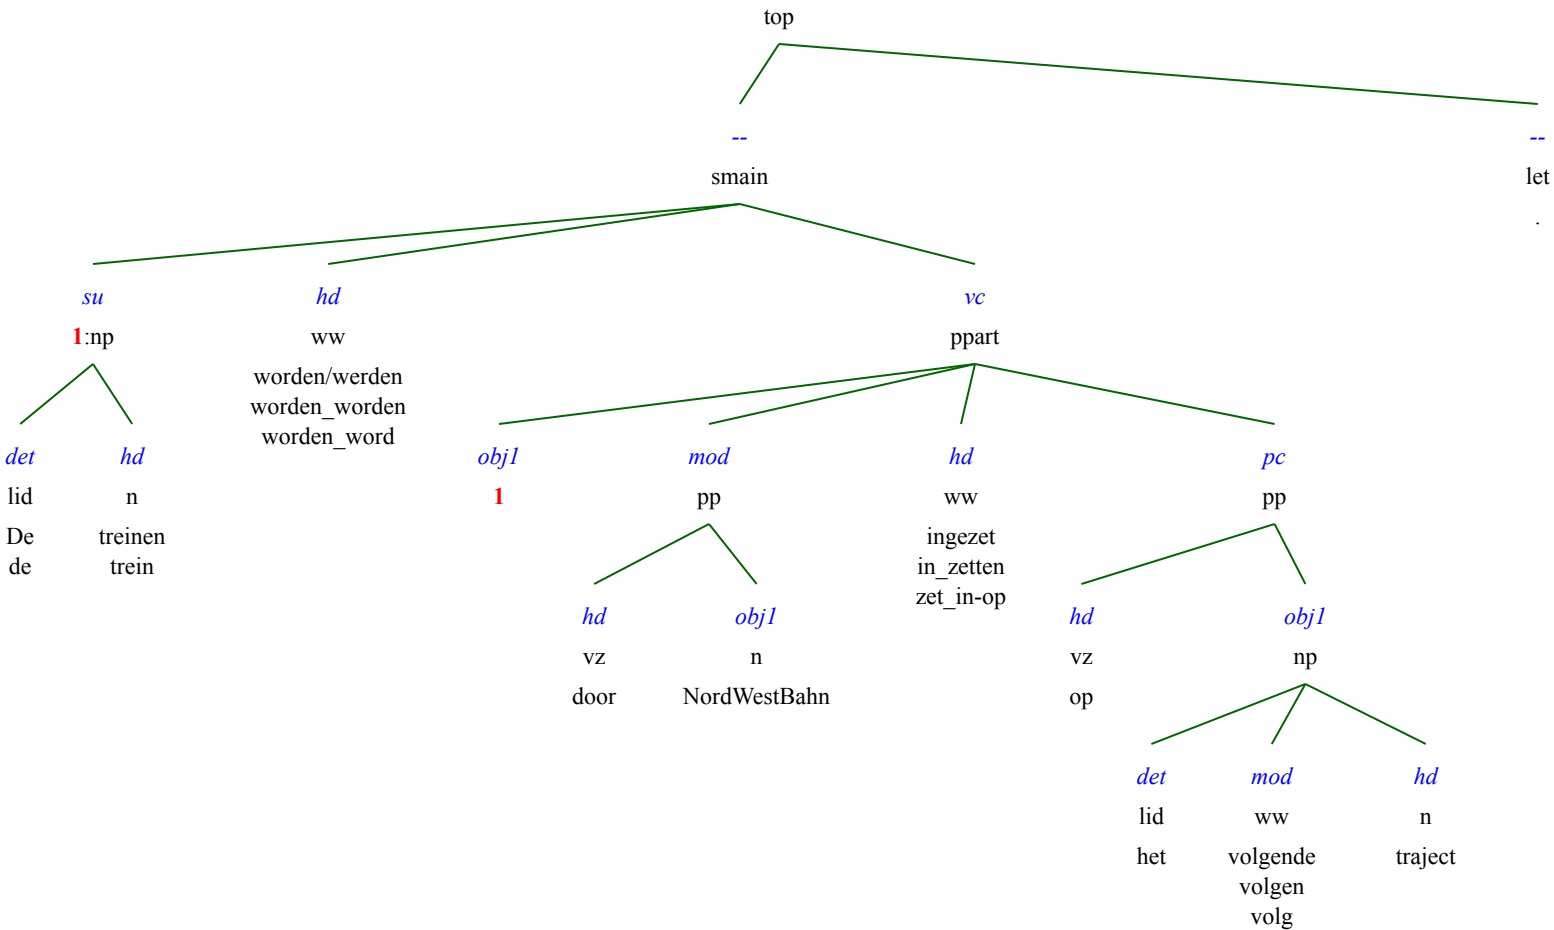 top
-- --
smain let
.
su hd vc
1:np ww ppart
worden/werden
worden_worden
worden_word
det hd obj1 mod hd pc
lid n 1 pp ww pp
De treinen ingezet
de trein in_zetten
zet_in-op
hd obj1 hd obj1
vz n vz np
door NordWestBahn op
det mod hd
lid ww n
het volgende traject
volgen
volg